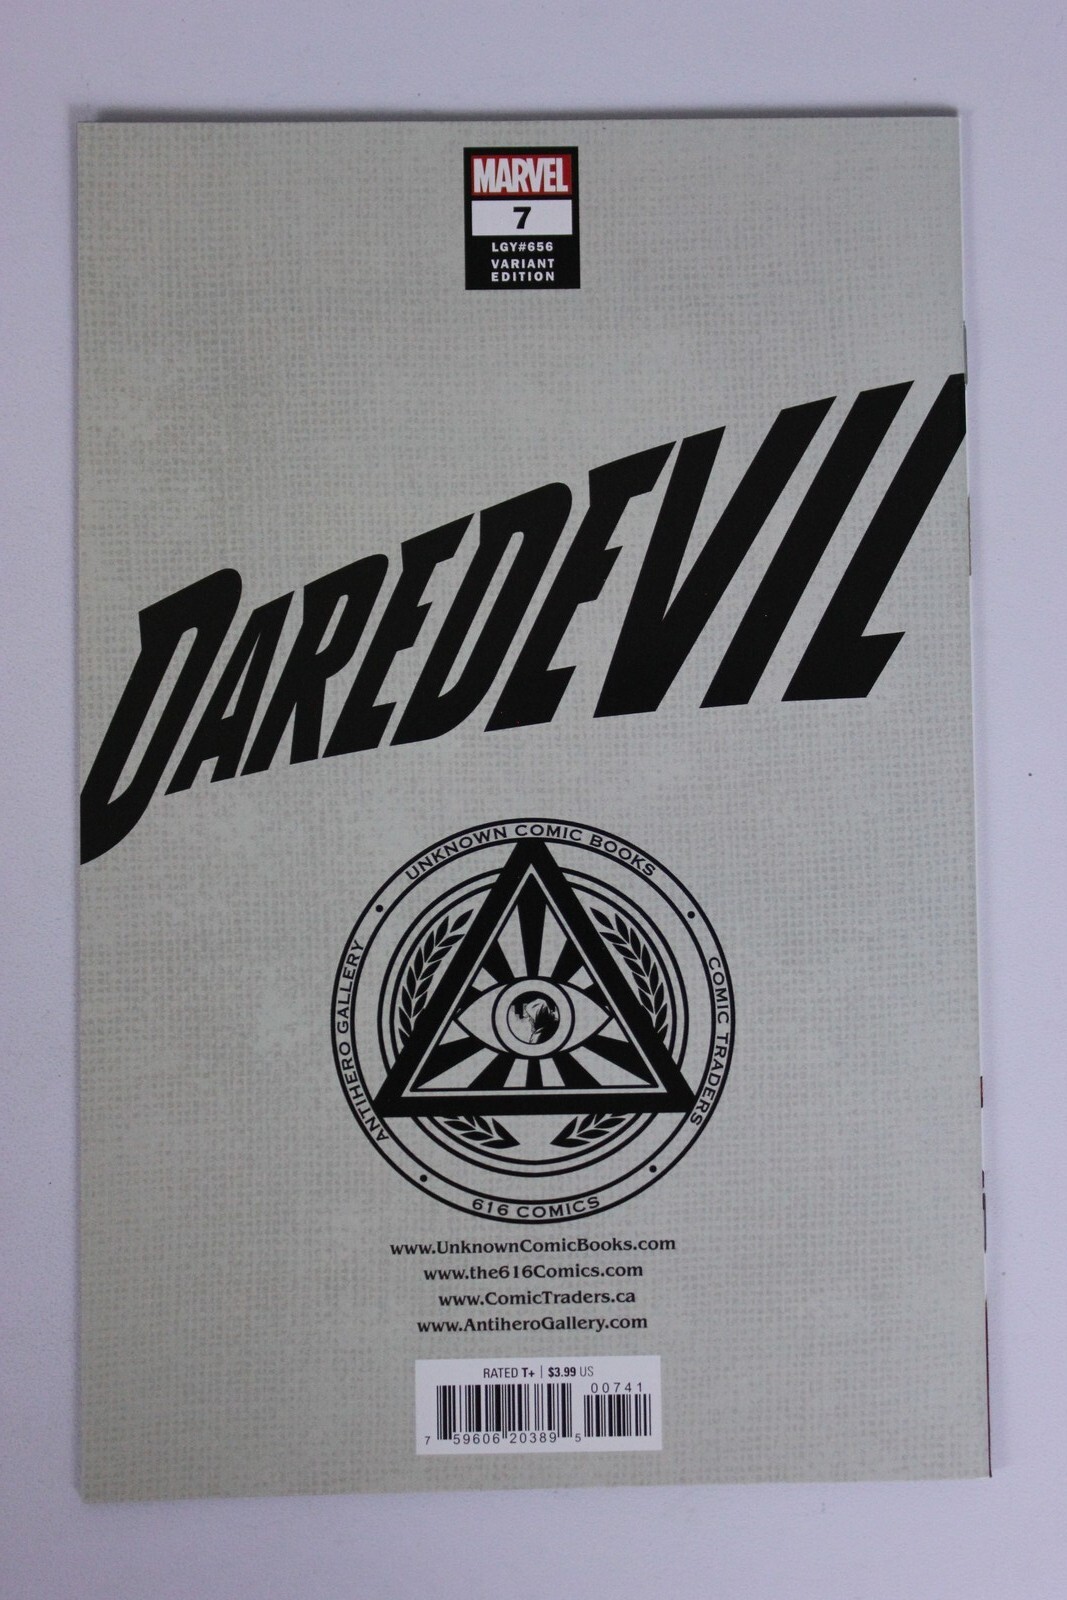 MARVEL
7
LGY#656
VARIANT
EDITION
DAREDEVIL
UNKNOWN COMIC BOOKS
COMIC TRADERS
616 COMICS
ANTIHERO GALLERY
www.UnknownComicBooks.com
www.the616Comics.com
www.ComicTraders.ca
www.AntiheroGallery.com
RATED T+ | $3.99 US
00741
7 59606 20389 5